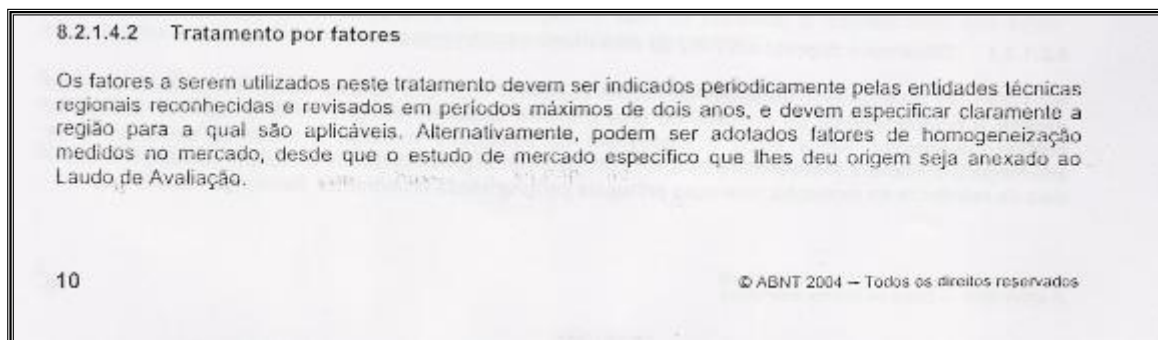 8.2.1.4.2 Tratamento por fatores
Os fatores a serem utilizados neste tratamento devem ser indicados periodicamente pelas entidades técnicas
regionais reconhecidas e revisados em períodos máximos de dois anos, e devem especificar claramente a
região para a qual são aplicáveis. Alternativamente, podem ser adotados fatores de homogeneização
medidos no mercado, desde que o estudo de mercado específico que lhes deu origem seja anexado ao
Laudo de Avaliação.
10
© ABNT 2004 – Todos os direitos reservados